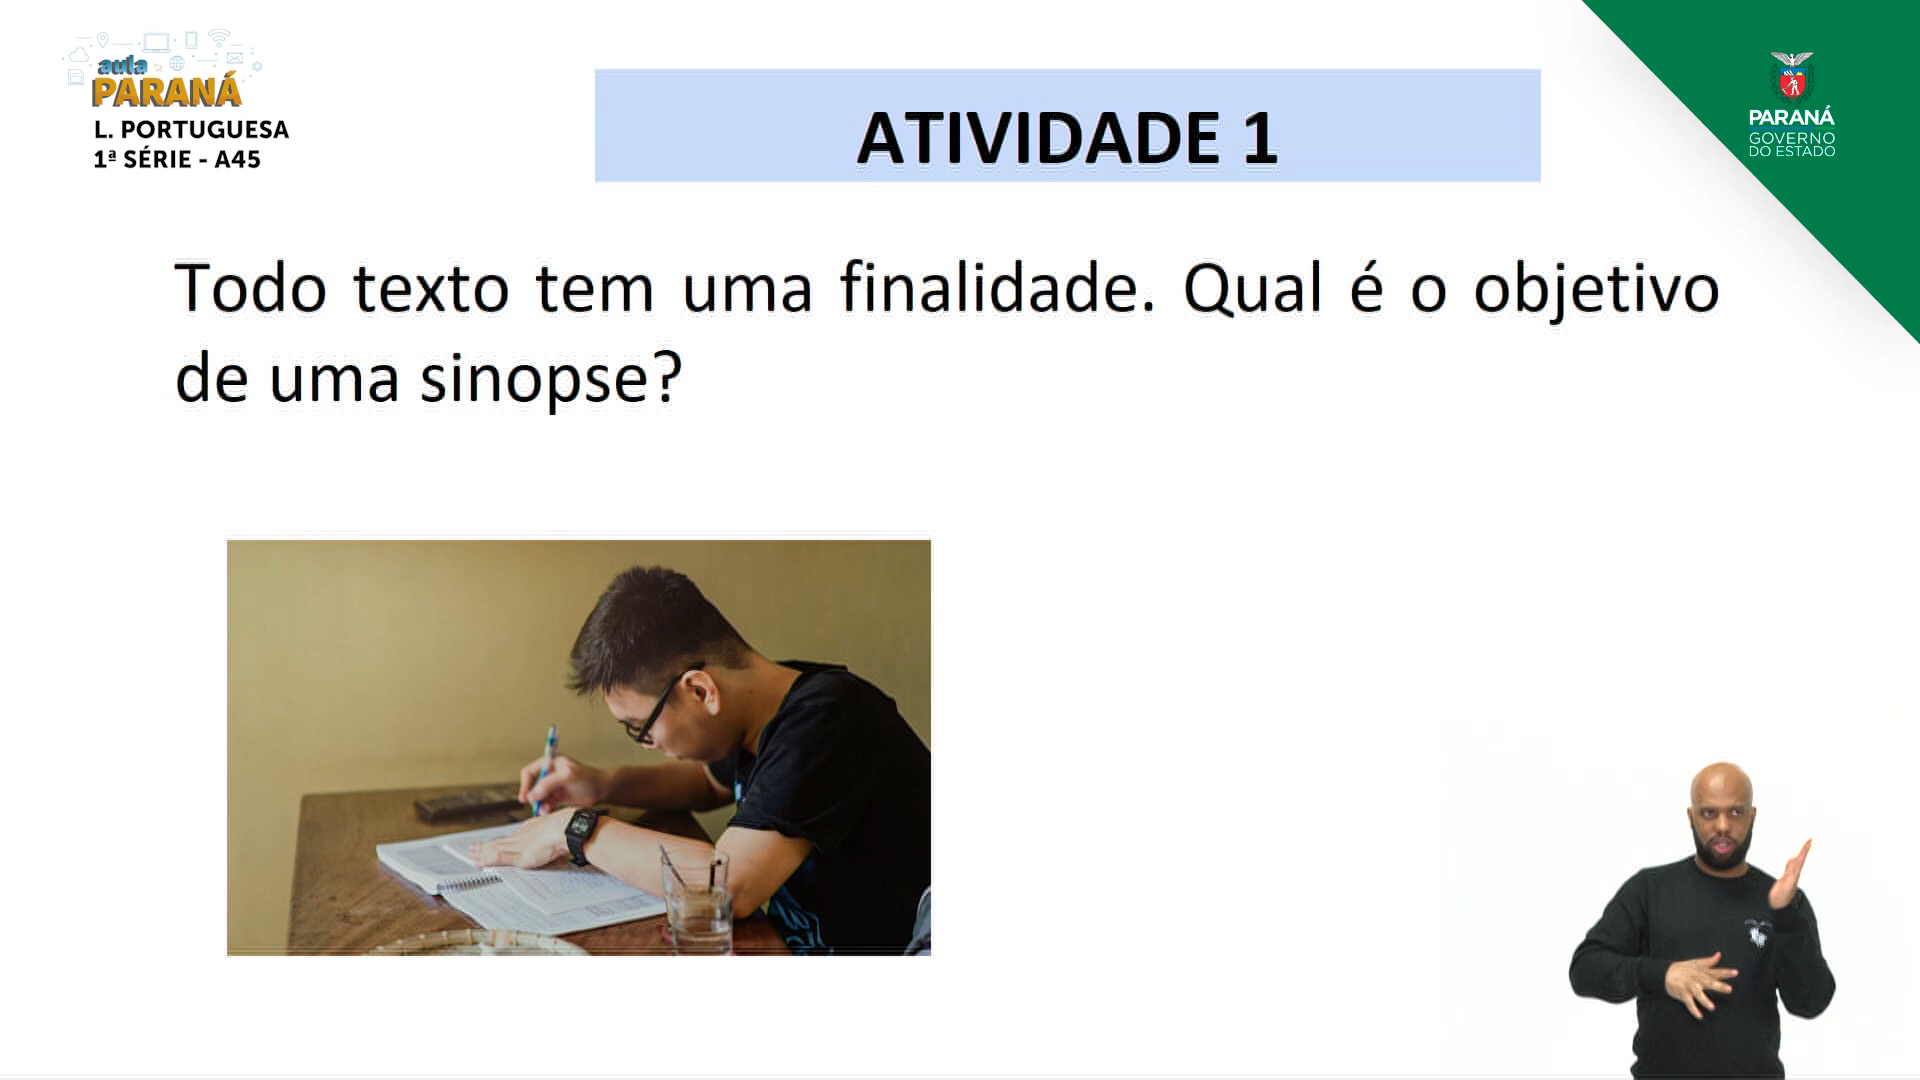 aula
PARANÁ
L. PORTUGUESA
1ª SÉRIE - A45
ATIVIDADE 1
PARANÁ
GOVERNO
DO ESTADO
Todo texto tem uma finalidade. Qual é o objetivo
de uma sinopse?